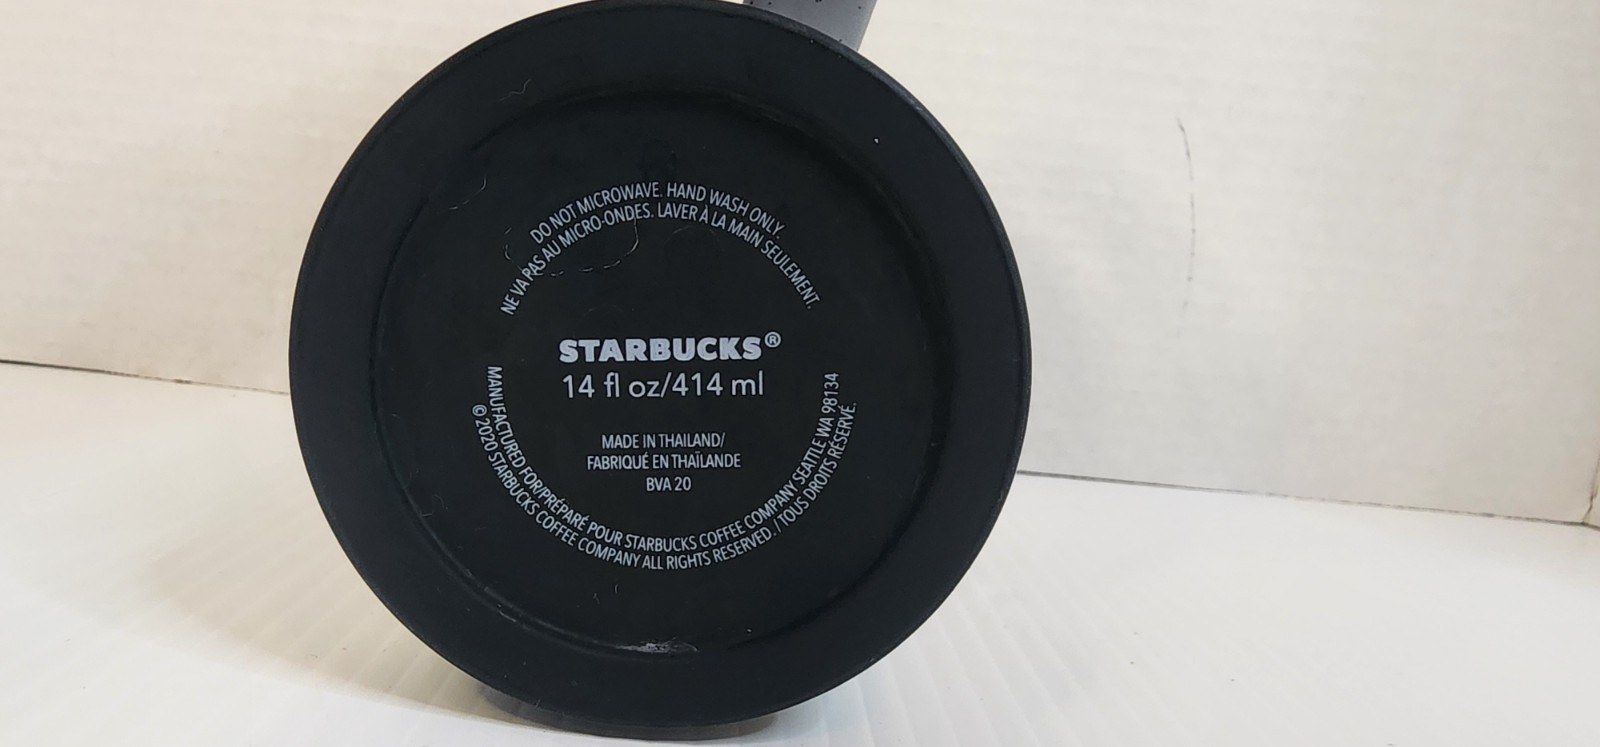 DO NOT MICROWAVE. HAND WASH ONLY.
NE VA PAS AU MICRO-ONDES. LAVER À LA MAIN SEULEMENT.
STARBUCKS®
14 fl oz/414 ml
MADE IN THAILAND/
FABRIQUÉ EN THAÏLANDE
BVA 20
MANUFACTURED FOR/PRÉPARÉ POUR STARBUCKS COFFEE COMPANY SEATTLE WA 98134
©2020 STARBUCKS COFFEE COMPANY ALL RIGHTS RESERVED. / TOUS DROITS RÉSERVÉ.